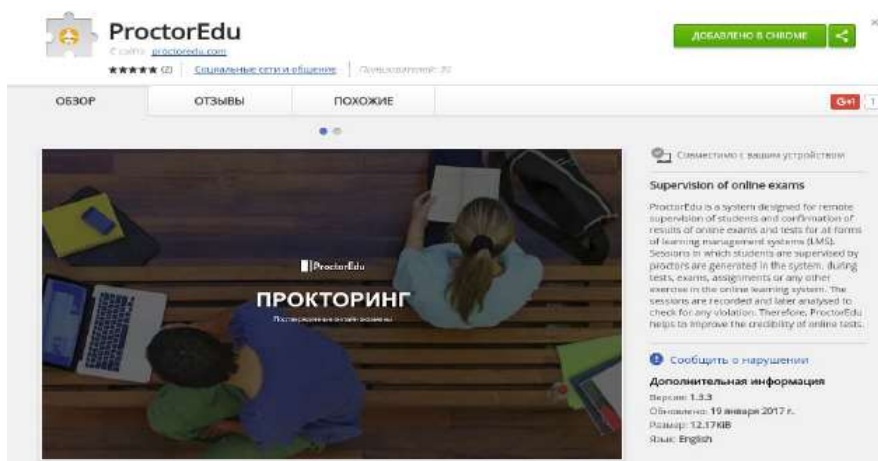 ProctorEdu
С сайта proctoredu.com
★★★★★ (2) Социальные сети и общение Пользователей:
ДОБАВЛЕНО В CHROME
ОБЗОР ОТЗЫВЫ ПОХОЖИЕ
G+1 1
ProctorEdu
ПРОКТОРИНГ
Подтвержденные онлайн-экзамены
Совместимо с вашим устройством
Supervision of online exams
ProctorEdu is a system designed for remote
supervision of students and confirmation of
results of online exams and tests for all forms
of learning management systems (LMS).
Sessions in which students are supervised by
proctors are generated in the system, during
tests, exams, assignments or any other
exercise in the online learning system. The
sessions are recorded and later analysed to
check for any violation. Therefore, ProctorEdu
helps to improve the credibility of online tests.
Сообщить о нарушении
Дополнительная информация
Версия: 1.3.3
Обновлено: 19 января 2017 г.
Размер: 12.17KiB
Язык: English